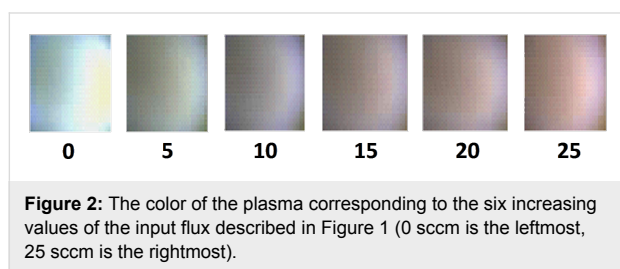 0 5 10 15 20 25
Figure 2: The color of the plasma corresponding to the six increasing
values of the input flux described in Figure 1 (0 sccm is the leftmost,
25 sccm is the rightmost).